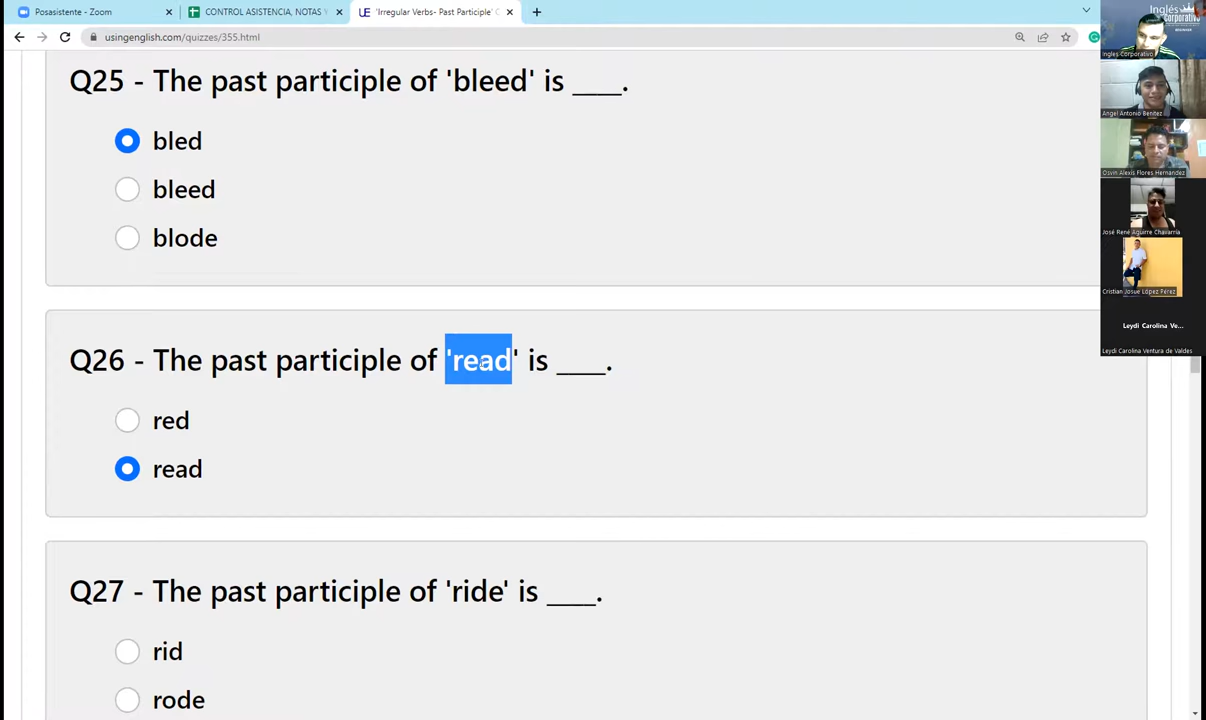 Posasistente - Zoom
CONTROL ASISTENCIA, NOTAS Y
'Irregular Verbs- Past Participle'
usingenglish.com/quizzes/355.html
Q25 - The past participle of 'bleed' is ____.
bled
bleed
blode
Q26 - The past participle of 'read' is ____.
red
read
Q27 - The past participle of 'ride' is ____.
rid
rode
Inglés
Corporativo
Ingles Corporativo
Angel Antonio Benitez
Osvin Alexis Flores Hernandez
José René Aguirre Chavarria
Cristian Josue López Pérez
Leydi Carolina Ve...
Leydi Carolina Ventura de Valdes